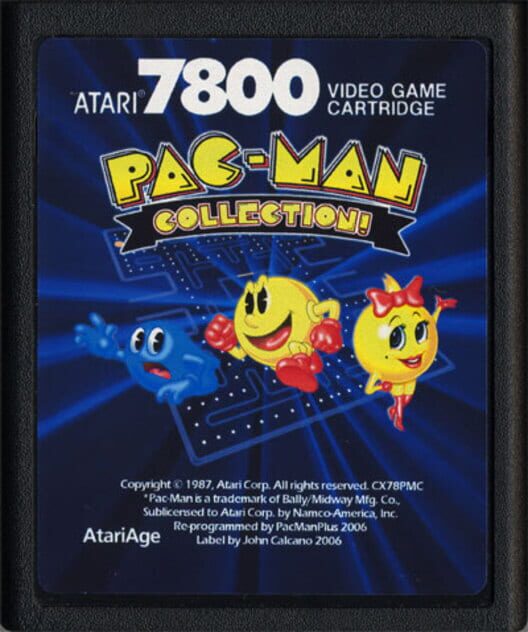 ATARI® 7800 VIDEO GAME
CARTRIDGE
PAC-MAN
COLLECTION!
Copyright © 1987, Atari Corp. All rights reserved. CX78PMC
*Pac-Man is a trademark of Bally/Midway Mfg. Co.,
Sublicensed to Atari Corp. by Namco-America, Inc.
Re-programmed by PacManPlus 2006
Label by John Calcano 2006
AtariAge